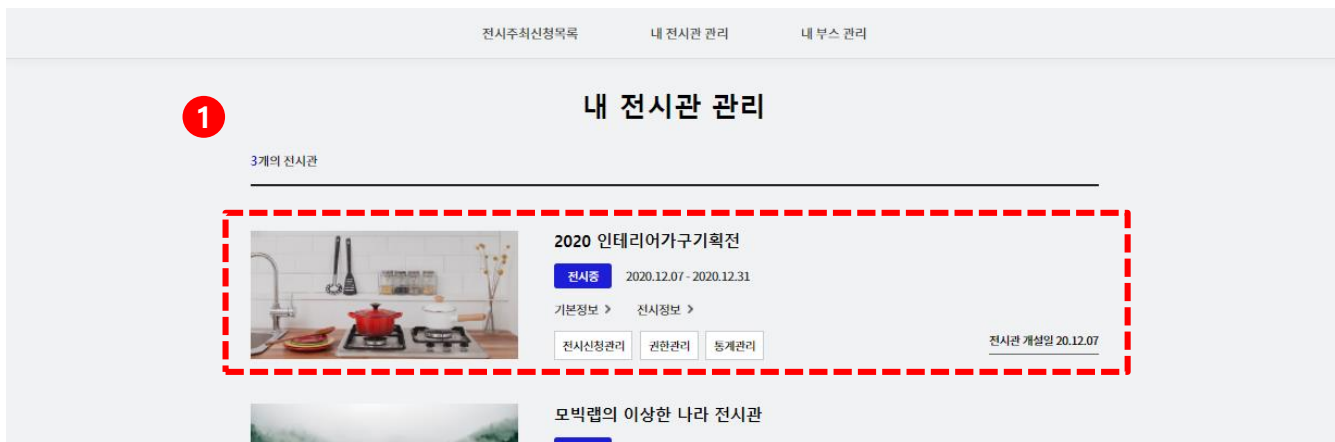 전시주최신청목록 내 전시관 관리 내 부스 관리
1
내 전시관 관리
3개의 전시관
2020 인테리어가구기획전
전시중 2020.12.07 - 2020.12.31
기본정보 > 전시정보 >
전시신청관리 권한관리 통계관리 전시관 개설일 20.12.07
모빅랩의 이상한 나라 전시관